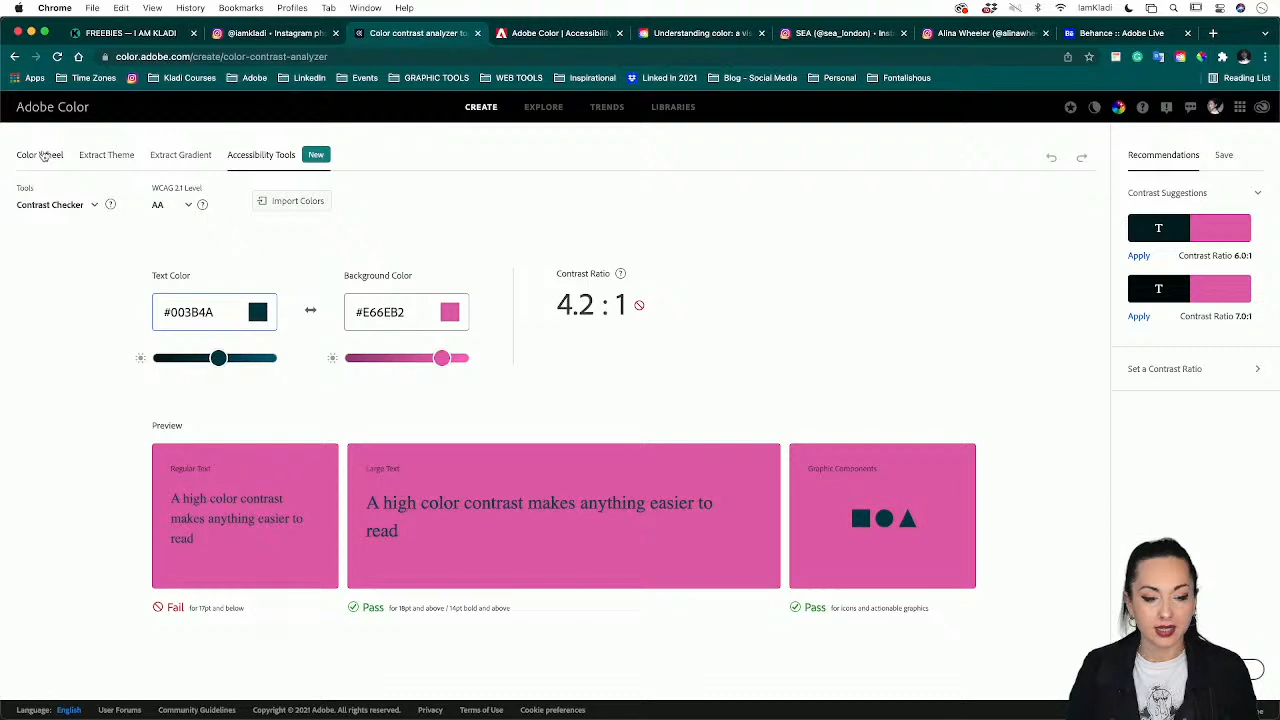 Chrome File Edit View History Bookmarks Profiles Tab Window Help IamKladi
FREEBIES — I AM KLADI @iamkladi • Instagram ph Color contrast analyzer to Adobe Color | Accessibility Understanding color: a vis SEA (@sea_london) • Ins Alina Wheeler (@alinawhe Behance :: Adobe Live
color.adobe.com/create/color-contrast-analyzer
Apps Time Zones Kladi Courses Adobe LinkedIn Events GRAPHIC TOOLS WEB TOOLS Inspirational Linked In 2021 Blog - Social Media Personal Fontalishous Reading List
Adobe Color CREATE EXPLORE TRENDS LIBRARIES
Color Wheel Extract Theme Extract Gradient Accessibility Tools New Recommendations Save
Tools WCAG 2.1 Level
Contrast Checker AA Import Colors
Contrast Suggestions
T
Apply Contrast Ratio 6.0:1
T
Apply Contrast Ratio 7.0:1
Set a Contrast Ratio
Text Color Background Color Contrast Ratio
#003B4A #E66EB2 4.2 : 1
Preview
Regular Text
A high color contrast
makes anything easier to
read
Large Text
A high color contrast makes anything easier to
read
Graphic Components
Fail for 17pt and below
Pass for 18pt and above / 14pt bold and above
Pass for icons and actionable graphics
Language: English User Forums Community Guidelines Copyright © 2021 Adobe. All rights reserved. Privacy Terms of Use Cookie preferences